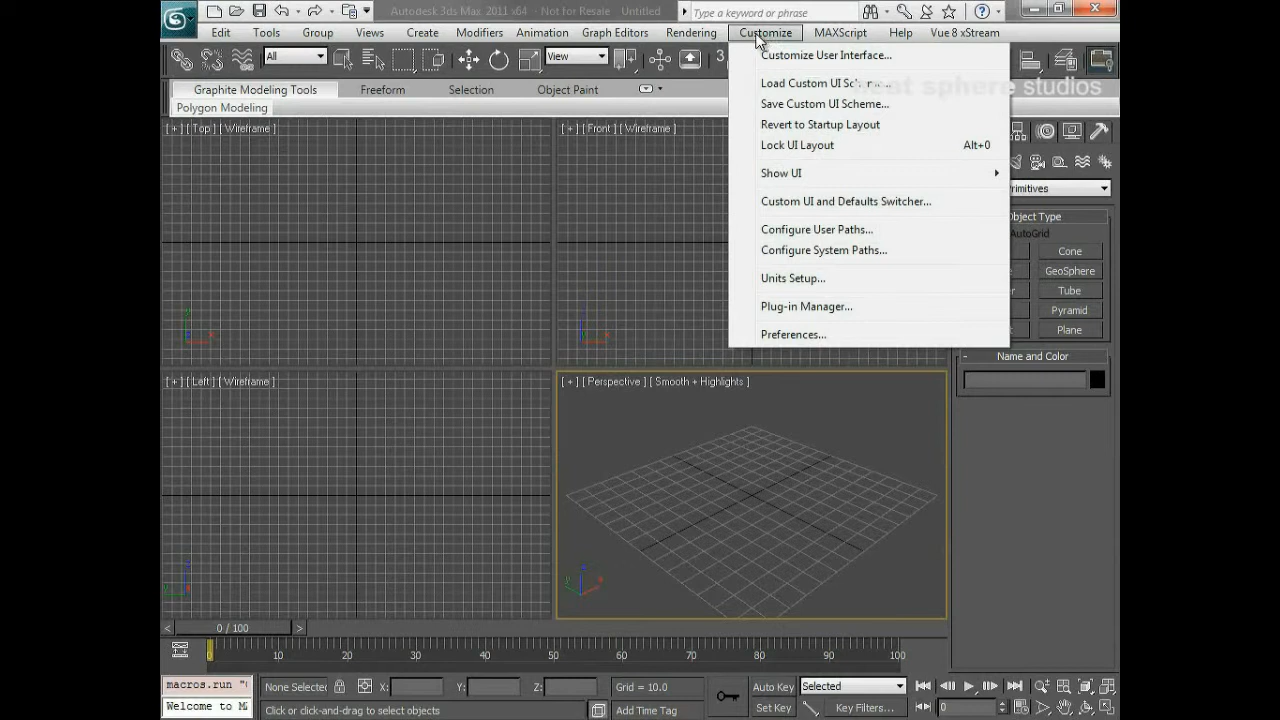 Autodesk 3ds Max 2011 x64 - Not for Resale Untitled
Type a keyword or phrase
Edit Tools Group Views Create Modifiers Animation Graph Editors Rendering Customize MAXScript Help Vue 8 xStream
All
View
3
Graphite Modeling Tools Freeform Selection Object Paint
Polygon Modeling
Customize User Interface...
Load Custom UI Scheme...
sphere studios
Save Custom UI Scheme...
Revert to Startup Layout
Lock UI Layout Alt+0
Show UI
Custom UI and Defaults Switcher...
Configure User Paths...
Configure System Paths...
Units Setup...
Plug-in Manager...
Preferences...
[ + ] [ Top ] [ Wireframe ]
[ + ] [ Front ] [ Wireframe ]
rimitives
Object Type
AutoGrid
Cone
GeoSphere
Tube
Pyramid
Plane
- Name and Color
y x
z x
[ + ] [ Left ] [ Wireframe ]
[ + ] [ Perspective ] [ Smooth + Highlights ]
< 0 / 100 >
0 10 20 30 40 50 60 70 80 90 100
macros.run "
Welcome to M
None Selecte
X: Y: Z:
Grid = 10.0
Auto Key
Selected
Click or click-and-drag to select objects
Add Time Tag
Set Key
Key Filters...
0